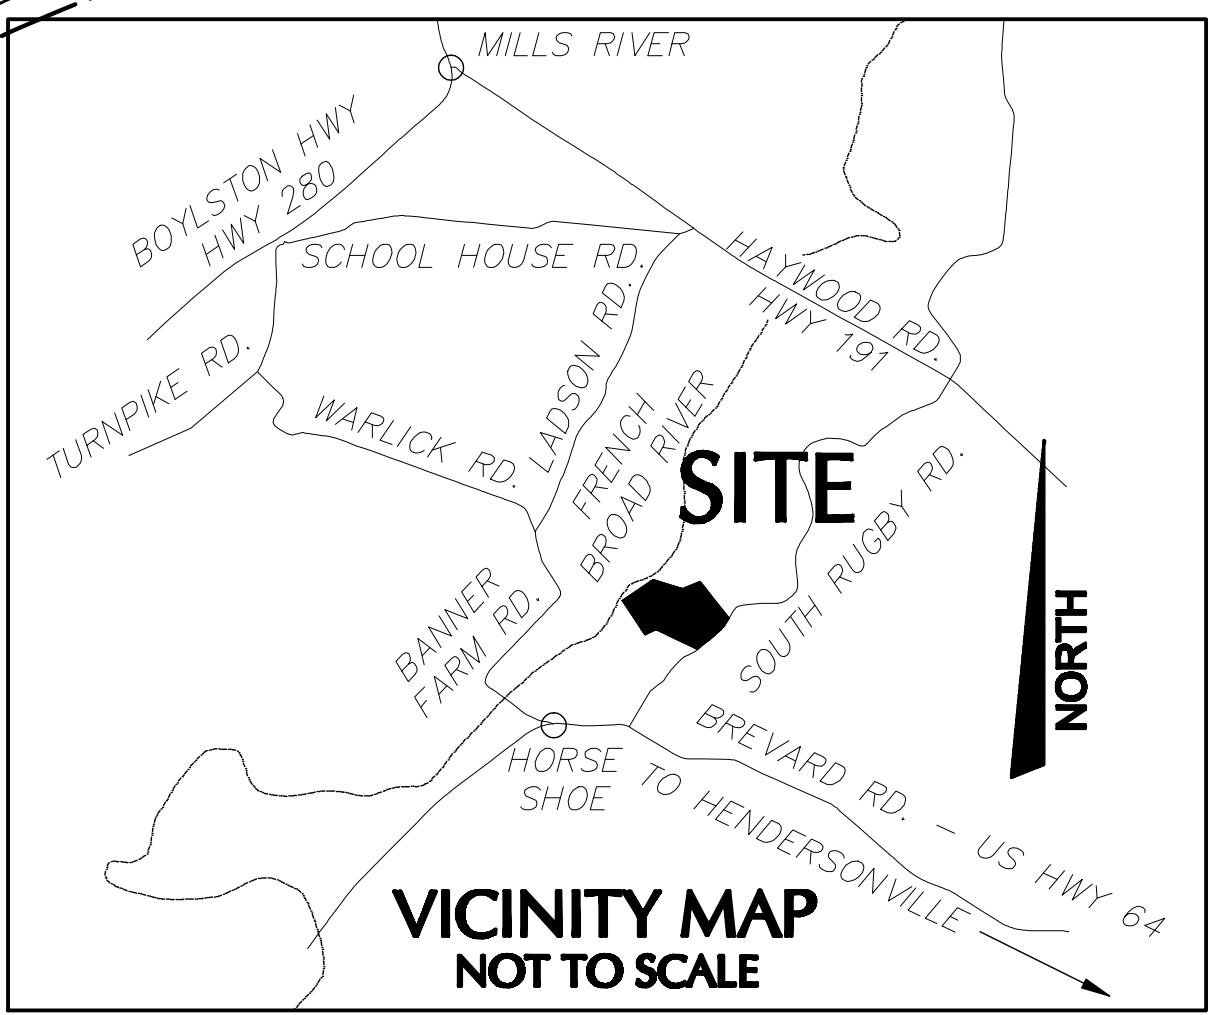 MILLS RIVER
BOYLSTON HWY
HWY 280
SCHOOL HOUSE RD.
HAYWOOD RD.
HWY 191
TURNPIKE RD.
WARLICK RD.
LADSON RD.
FRENCH
BROAD RIVER
SITE
SOUTH RUGBY RD.
BANNER
FARM RD.
NORTH
HORSE
SHOE
BREVARD RD. - US HWY 64
TO HENDERSONVILLE
VICINITY MAP
NOT TO SCALE